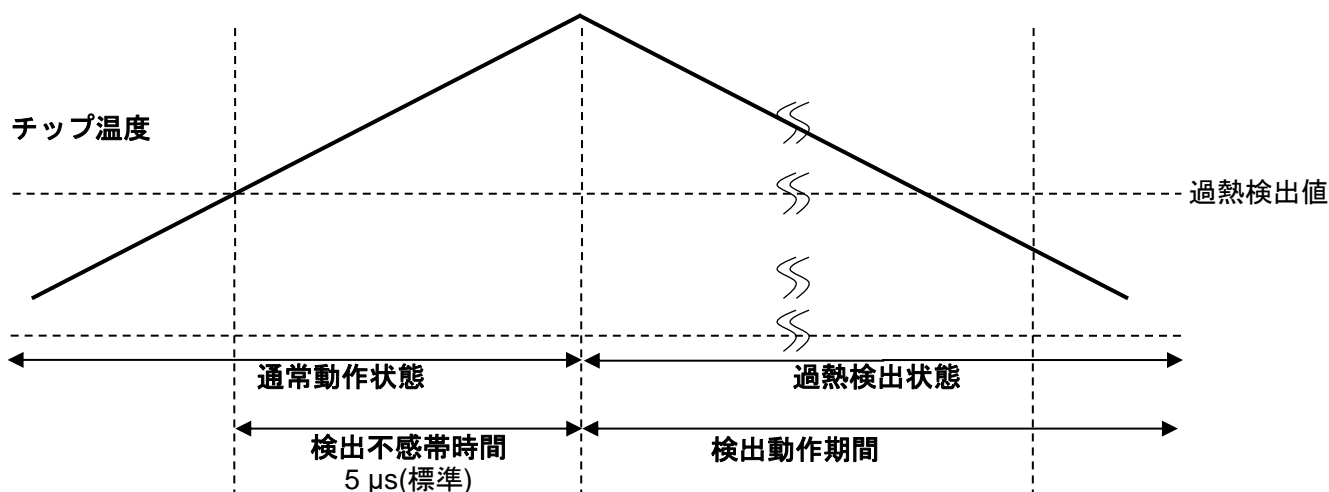 チップ温度
過熱検出値
通常動作状態
過熱検出状態
検出不感帯時間
5 μs(標準)
検出動作期間